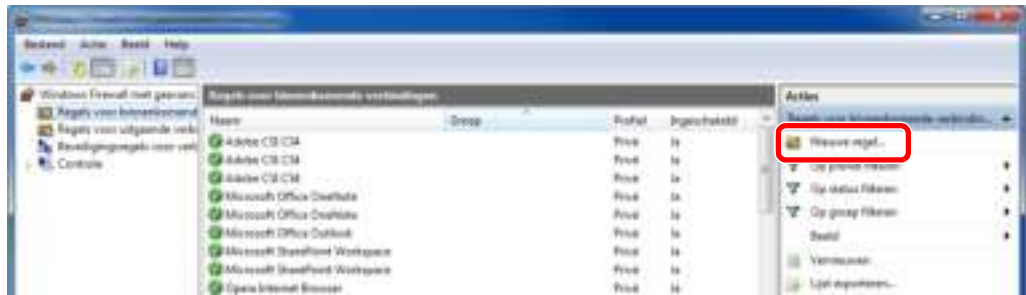 Bestand Actie Beeld Help
Windows Firewall met geavanc
Regels voor binnenkomend
Regels voor uitgaande verb
Beveiligingsregels voor verb
Controle
Regels voor binnenkomende verbindingen
Naam Groep Profiel Ingeschakeld
Adobe CSI CS4 Privé Ja
Adobe CSI CS4 Privé Ja
Adobe CSI CS4 Privé Ja
Microsoft Office OneNote Privé Ja
Microsoft Office OneNote Privé Ja
Microsoft Office Outlook Privé Ja
Microsoft SharePoint Workspace Privé Ja
Microsoft SharePoint Workspace Privé Ja
Opera Internet Browser Privé Ja
Acties
Regels voor binnenkomende verbindin...
Nieuwe regel...
Op profiel filteren
Op status filteren
Op groep filteren
Beeld
Vernieuwen
Lijst exporteren...